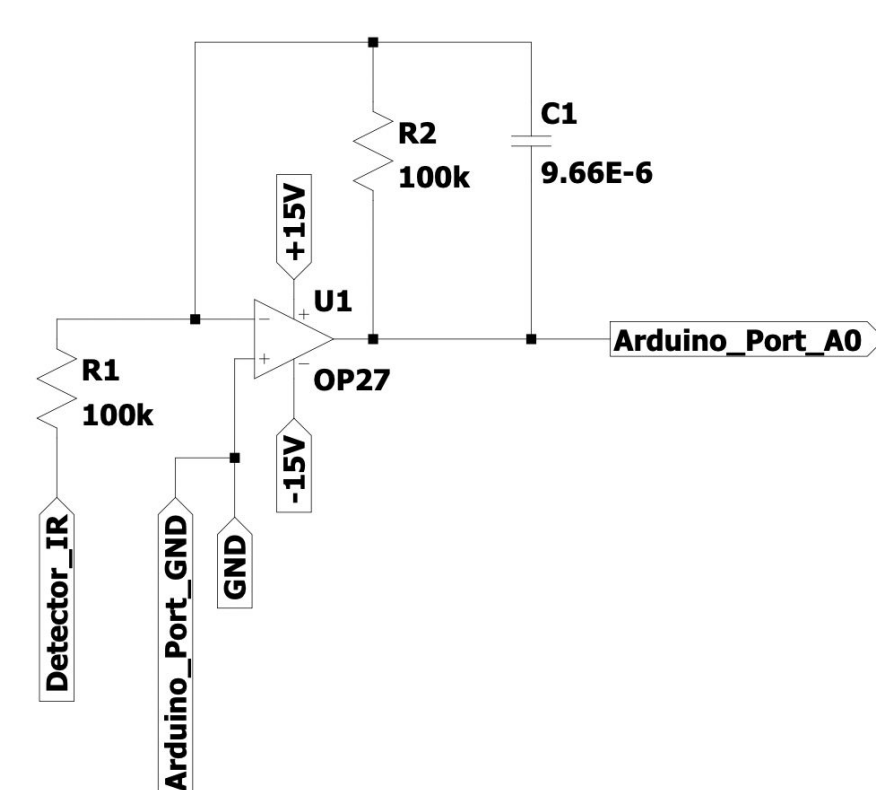 C1
9.66E-6
R2
100k
+15V
U1
OP27
-15V
R1
100k
Arduino_Port_A0
Detector_IR
Arduino_Port_GND
GND